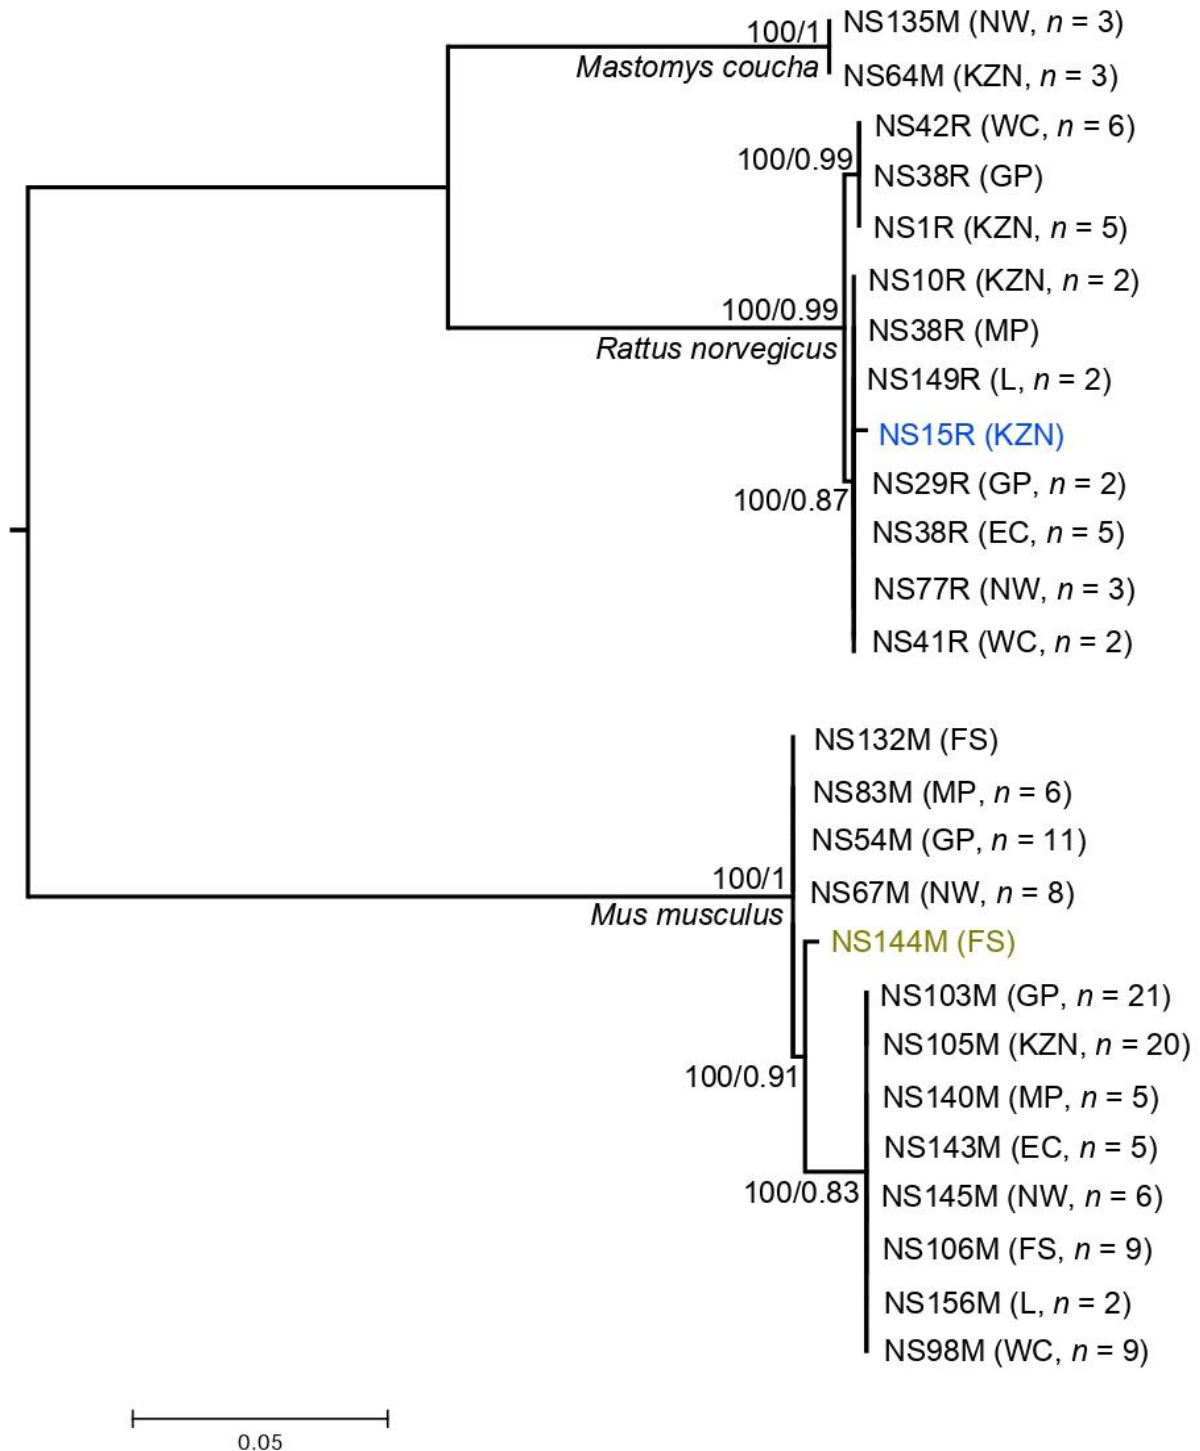 100/1
NS135M (NW, n = 3)
Mastomys coucha
NS64M (KZN, n = 3)
NS42R (WC, n = 6)
100/0.99
NS38R (GP)
NS1R (KZN, n = 5)
NS10R (KZN, n = 2)
100/0.99
NS38R (MP)
Rattus norvegicus
NS149R (L, n = 2)
NS15R (KZN)
NS29R (GP, n = 2)
100/0.87
NS38R (EC, n = 5)
NS77R (NW, n = 3)
NS41R (WC, n = 2)
NS132M (FS)
NS83M (MP, n = 6)
NS54M (GP, n = 11)
100/1
NS67M (NW, n = 8)
Mus musculus
NS144M (FS)
NS103M (GP, n = 21)
NS105M (KZN, n = 20)
100/0.91
NS140M (MP, n = 5)
NS143M (EC, n = 5)
100/0.83
NS145M (NW, n = 6)
NS106M (FS, n = 9)
NS156M (L, n = 2)
NS98M (WC, n = 9)
0.05